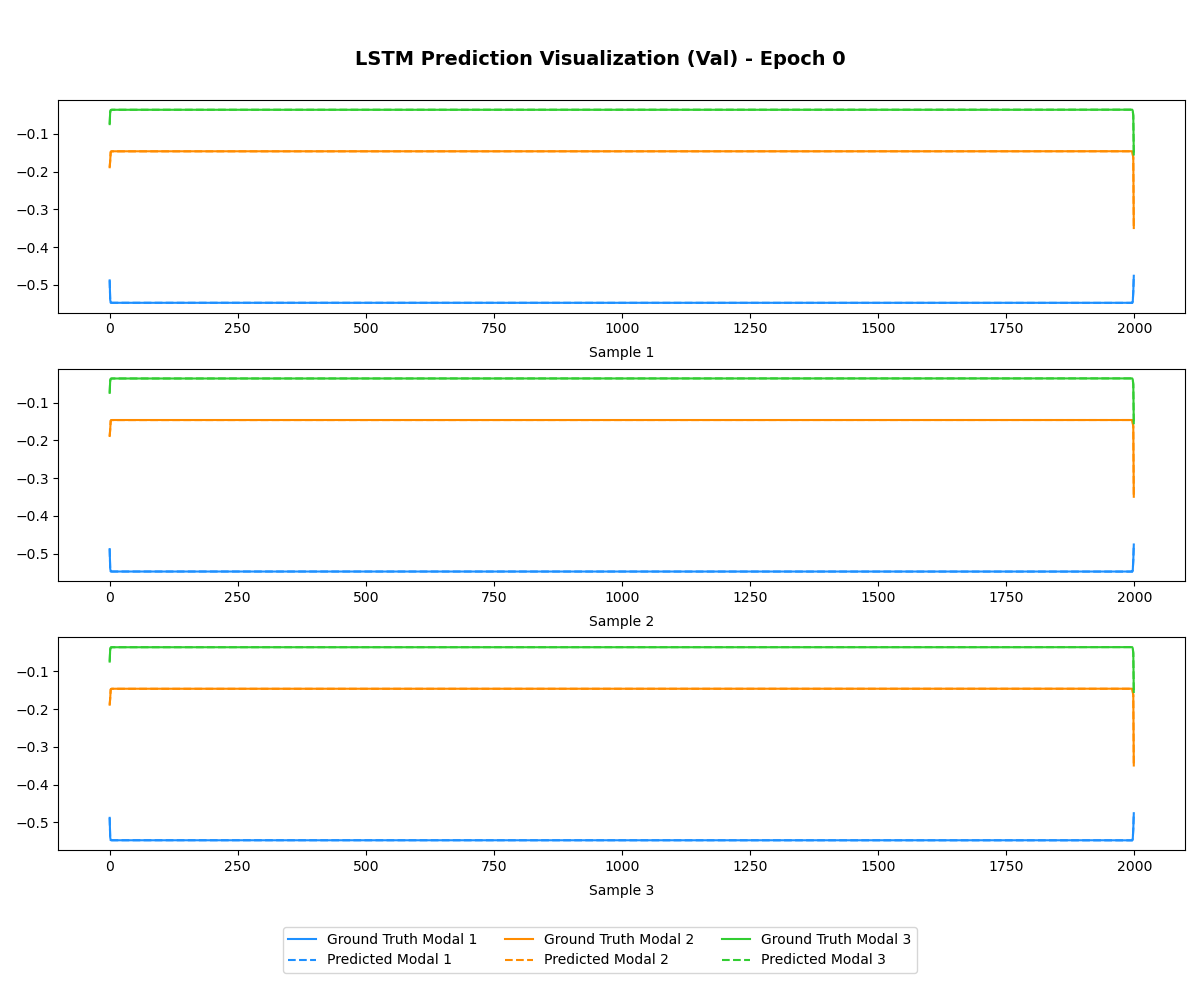 LSTM Prediction Visualization (Val) - Epoch 0
−0.1
−0.2
−0.3
−0.4
−0.5
0 250 500 750 1000 1250 1500 1750 2000
Sample 1
−0.1
−0.2
−0.3
−0.4
−0.5
0 250 500 750 1000 1250 1500 1750 2000
Sample 2
−0.1
−0.2
−0.3
−0.4
−0.5
0 250 500 750 1000 1250 1500 1750 2000
Sample 3
Ground Truth Modal 1 Ground Truth Modal 2 Ground Truth Modal 3
Predicted Modal 1 Predicted Modal 2 Predicted Modal 3